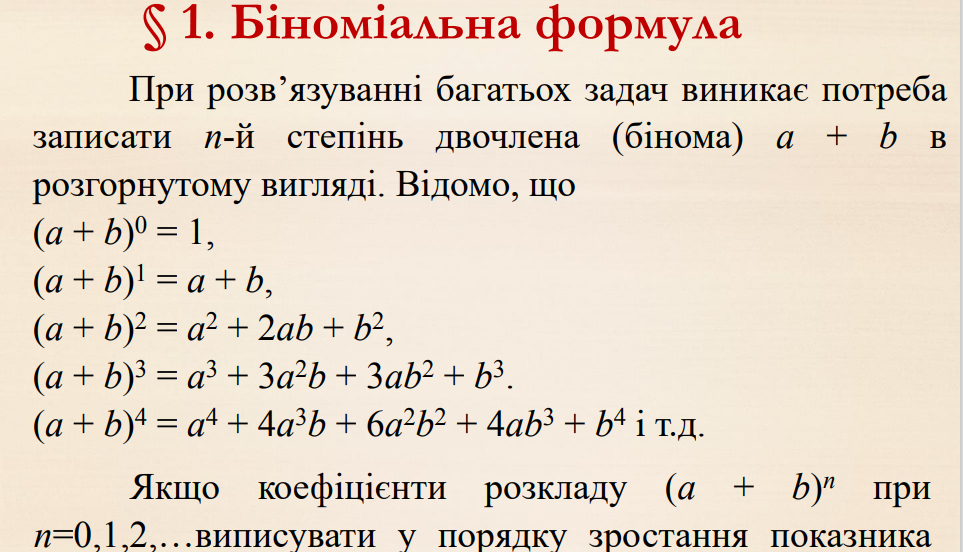 § 1. Біноміальна формула
При розв’язуванні багатьох задач виникає потреба
записати n-й степінь двочлена (бінома) a + b в
розгорнутому вигляді. Відомо, що
(a + b)⁰ = 1,
(a + b)¹ = a + b,
(a + b)² = a² + 2ab + b²,
(a + b)³ = a³ + 3a²b + 3ab² + b³.
(a + b)⁴ = a⁴ + 4a³b + 6a²b² + 4ab³ + b⁴ і т.д.
Якщо коефіцієнти розкладу (a + b)ⁿ при
n=0,1,2,…виписувати у порядку зростання показника